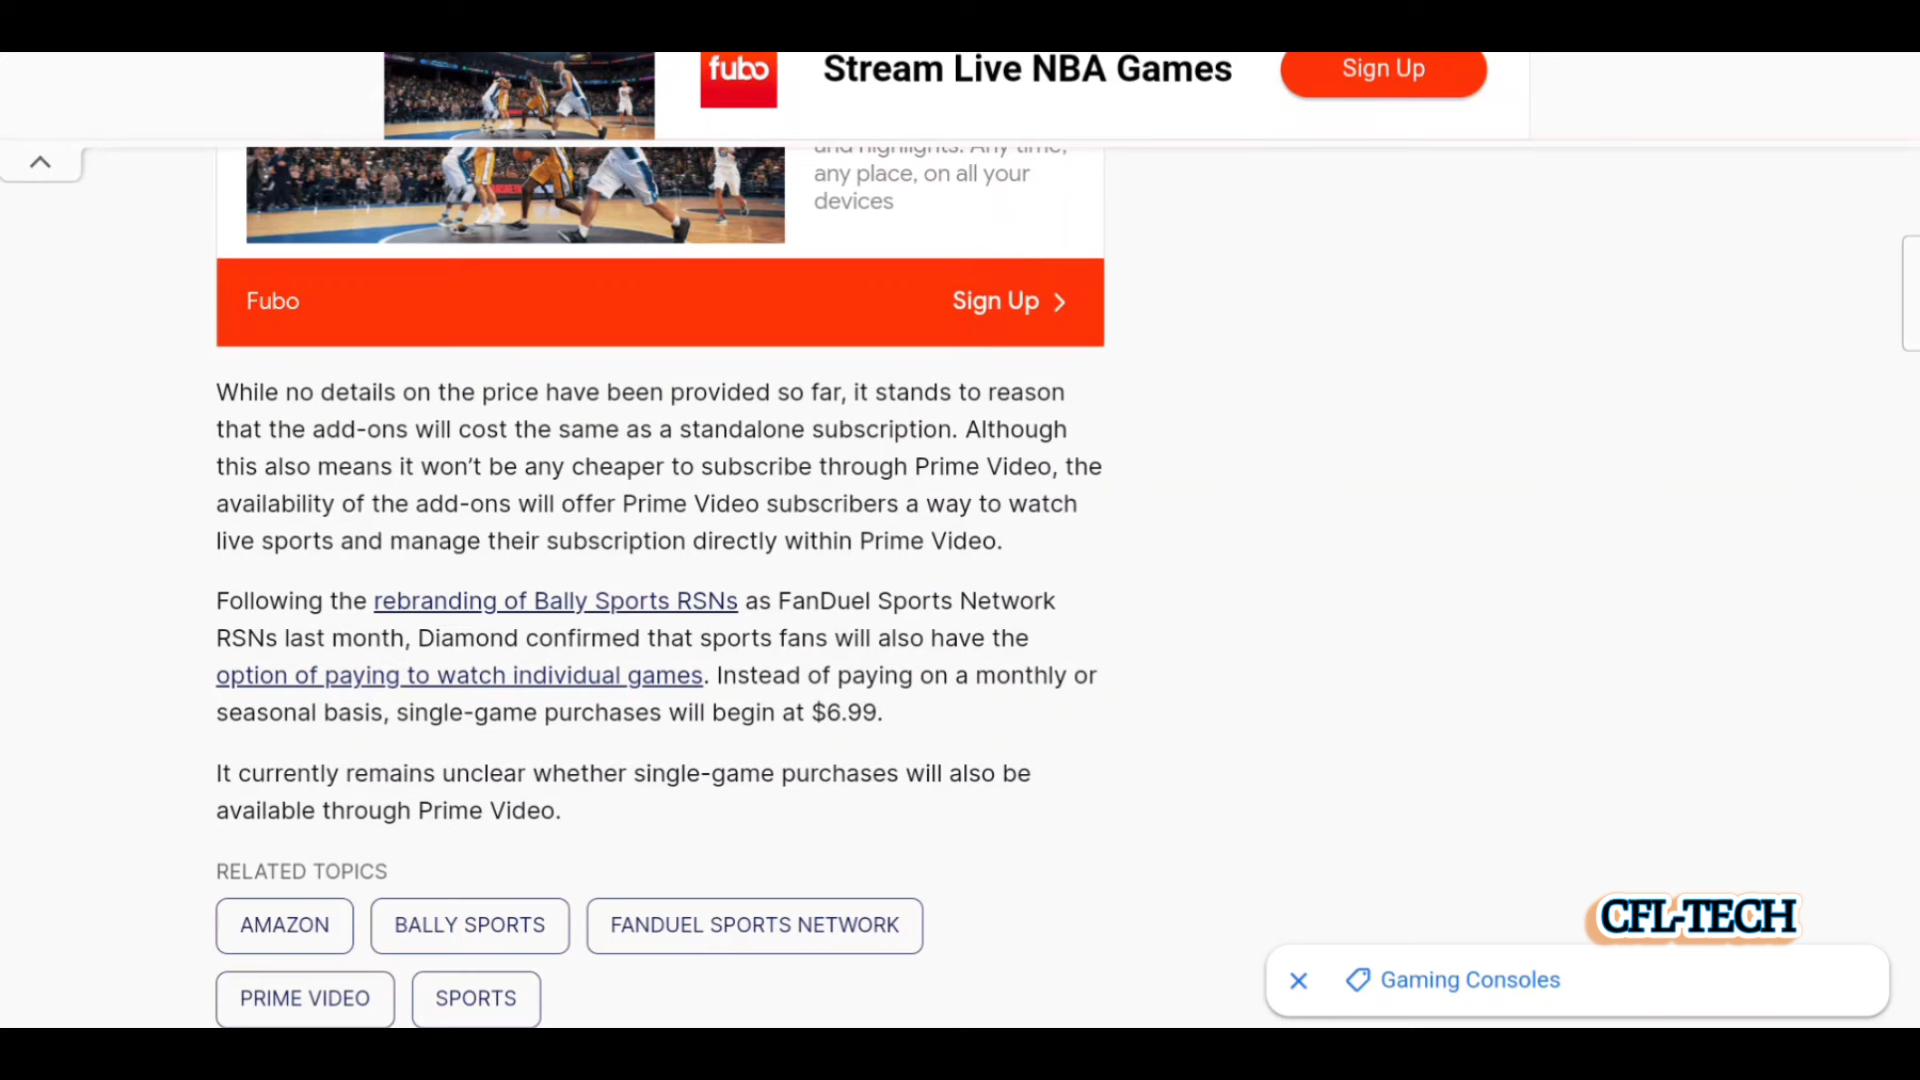 fubo
Stream Live NBA Games
Sign Up
and highlights. Any time,
any place, on all your
devices
Fubo
Sign Up
While no details on the price have been provided so far, it stands to reason
that the add-ons will cost the same as a standalone subscription. Although
this also means it won’t be any cheaper to subscribe through Prime Video, the
availability of the add-ons will offer Prime Video subscribers a way to watch
live sports and manage their subscription directly within Prime Video.
Following the rebranding of Bally Sports RSNs as FanDuel Sports Network
RSNs last month, Diamond confirmed that sports fans will also have the
option of paying to watch individual games. Instead of paying on a monthly or
seasonal basis, single-game purchases will begin at $6.99.
It currently remains unclear whether single-game purchases will also be
available through Prime Video.
RELATED TOPICS
AMAZON
BALLY SPORTS
FANDUEL SPORTS NETWORK
PRIME VIDEO
SPORTS
CFL-TECH
Gaming Consoles